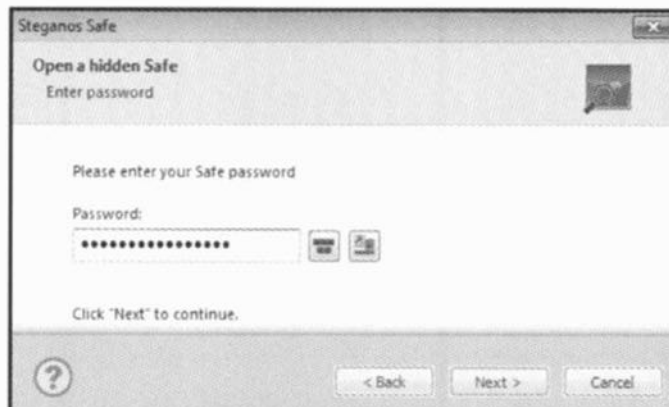 Steganos Safe
Open a hidden Safe
Enter password
Please enter your Safe password
Password:
••••••••••••••••
Click "Next" to continue.
?
< Back Next > Cancel